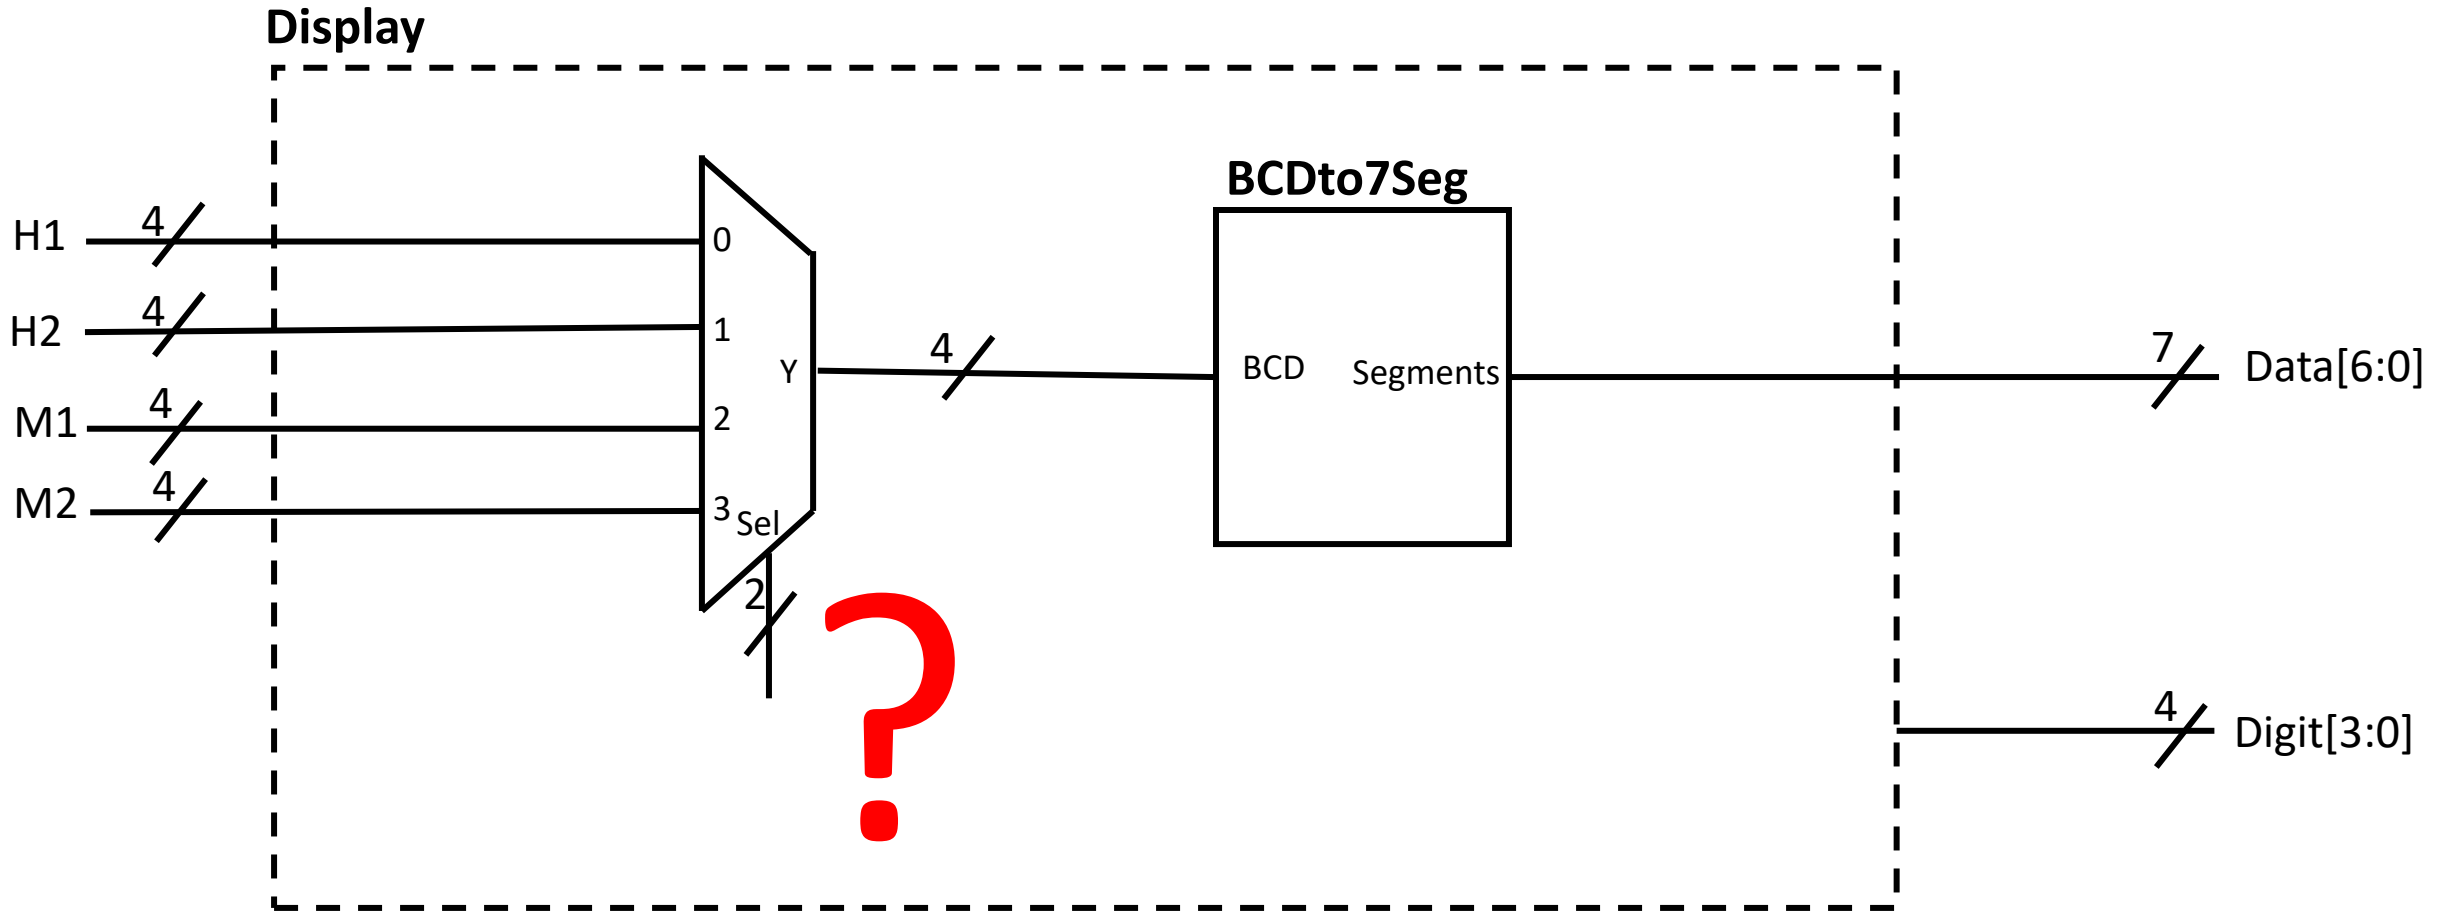 Display
BCDto7Seg
H1
4
0
H2
4
1
Y
4
BCD
Segments
7
Data[6:0]
M1
4
2
M2
4
3
Sel
2
?
4
Digit[3:0]